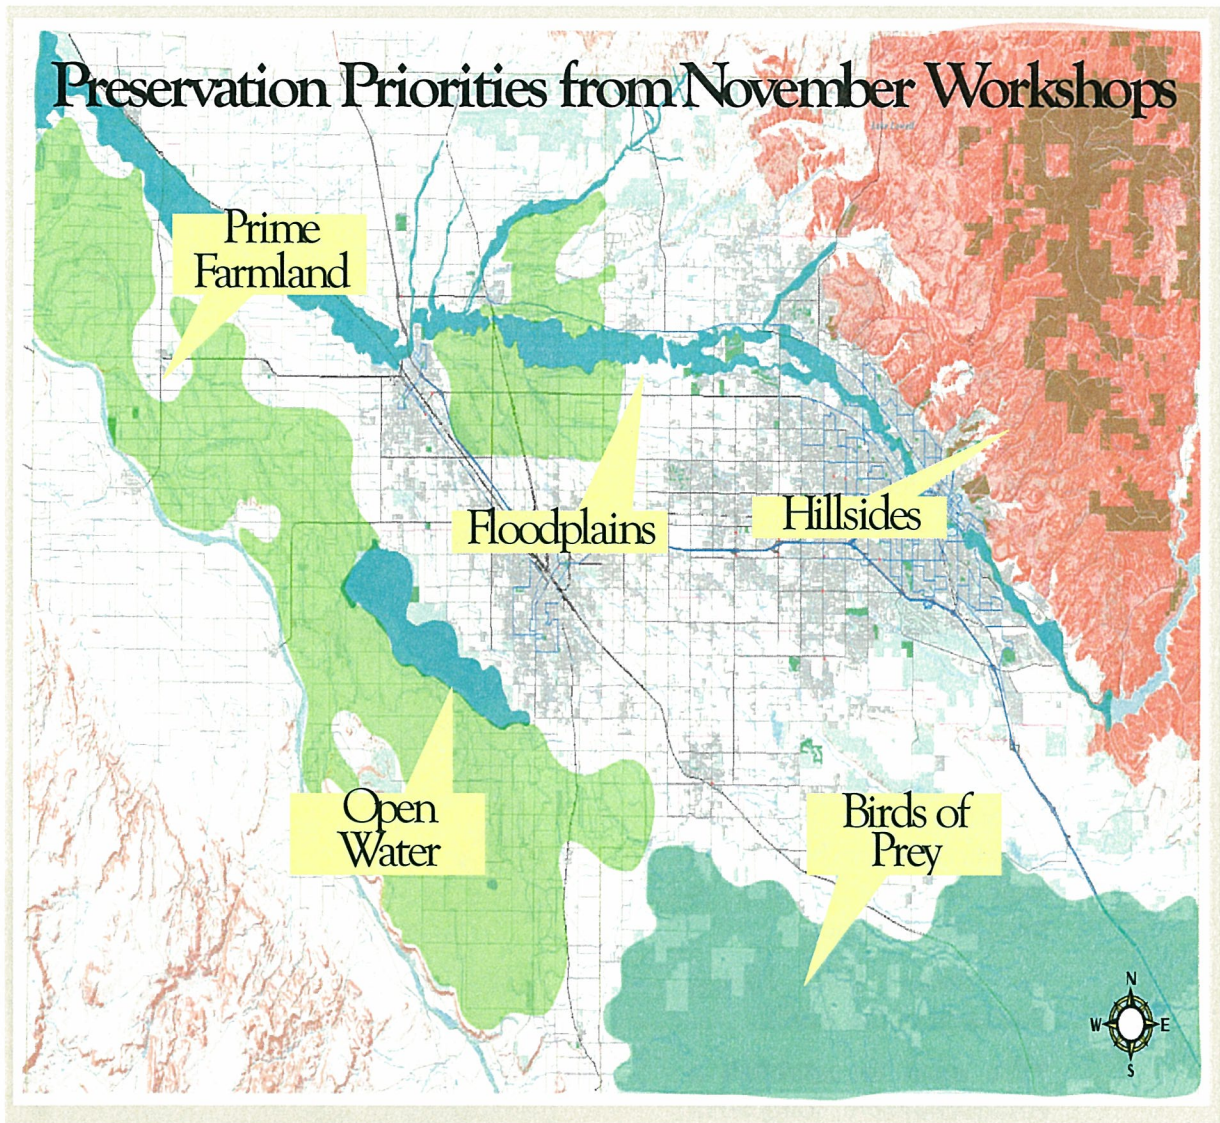 Preservation Priorities from November Workshops
Prime
Farmland
Floodplains
Hillsides
Open
Water
Birds of
Prey
N
W E
S